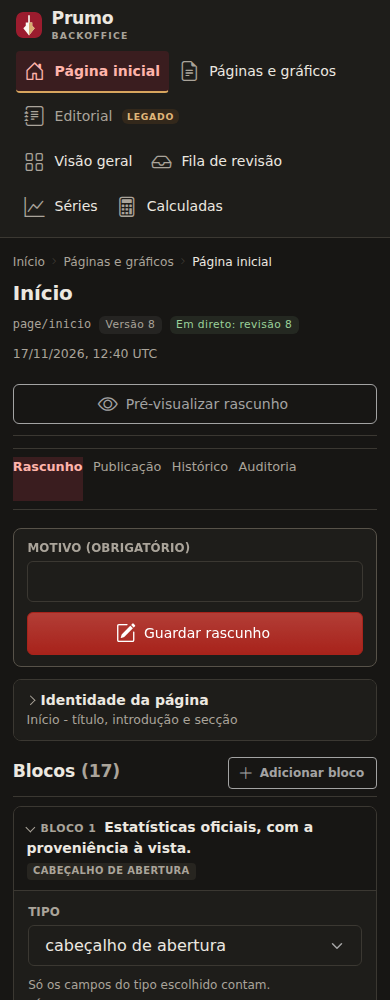 Prumo
BACKOFFICE
Página inicial
Páginas e gráficos
Editorial LEGADO
Visão geral
Fila de revisão
Séries
Calculadas
Início › Páginas e gráficos › Página inicial
Início
page/inicio Versão 8 Em direto: revisão 8
17/11/2026, 12:40 UTC
Pré-visualizar rascunho
Rascunho Publicação Histórico Auditoria
MOTIVO (OBRIGATÓRIO)
Guardar rascunho
Identidade da página
Início - título, introdução e secção
Blocos (17)
Adicionar bloco
BLOCO 1 Estatísticas oficiais, com a
proveniência à vista.
CABEÇALHO DE ABERTURA
TIPO
cabeçalho de abertura
Só os campos do tipo escolhido contam.